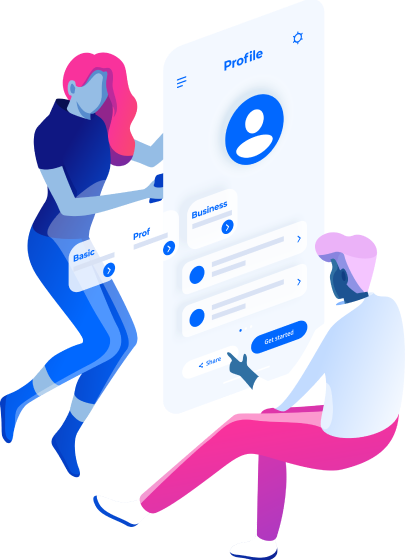 Profile
Business
Prof
Basic
Get started
Share